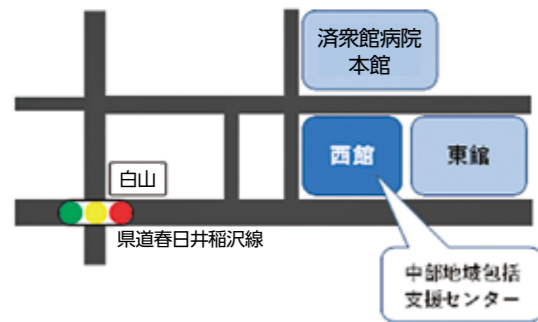 済衆館病院
本館
西館
東館
白山
県道春日井稲沢線
中部地域包括
支援センター